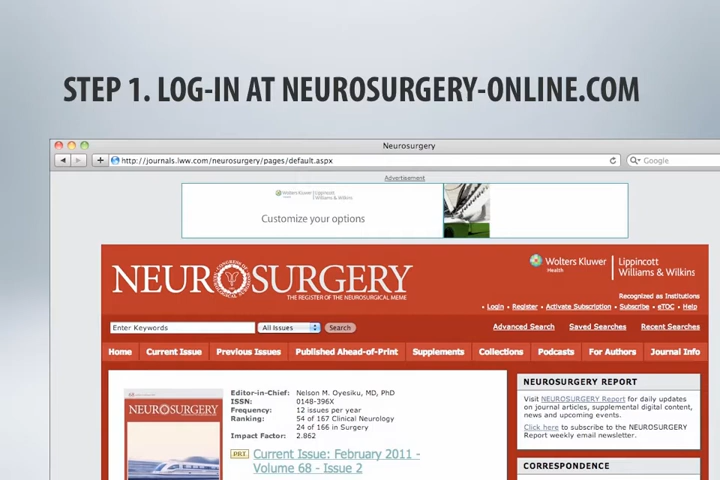 STEP 1. LOG-IN AT NEUROSURGERY-ONLINE.COM
Neurosurgery
http://journals.lww.com/neurosurgery/pages/default.aspx
Google
Advertisement
Wolters Kluwer Lippincott
Health Williams & Wilkins
Customize your options
NEUROSURGERY
THE REGISTER OF THE NEUROSURGICAL MEME
Wolters Kluwer Lippincott
Health Williams & Wilkins
Recognized as Institutions
Login Register Activate Subscription Subscribe eTOC Help
Enter Keywords All Issues Search Advanced Search Saved Searches Recent Searches
Home Current Issue Previous Issues Published Ahead-of-Print Supplements Collections Podcasts For Authors Journal Info
NEUROSURGERY
Editor-in-Chief: Nelson M. Oyesiku, MD, PhD
ISSN: 0148-396X
Frequency: 12 issues per year
Ranking: 54 of 167 Clinical Neurology
24 of 166 in Surgery
Impact Factor: 2.862
PRT Current Issue: February 2011 -
Volume 68 - Issue 2
NEUROSURGERY REPORT
Visit NEUROSURGERY Report for daily updates
on journal articles, supplemental digital content,
news and upcoming events.
Click here to subscribe to the NEUROSURGERY
Report weekly email newsletter.
CORRESPONDENCE